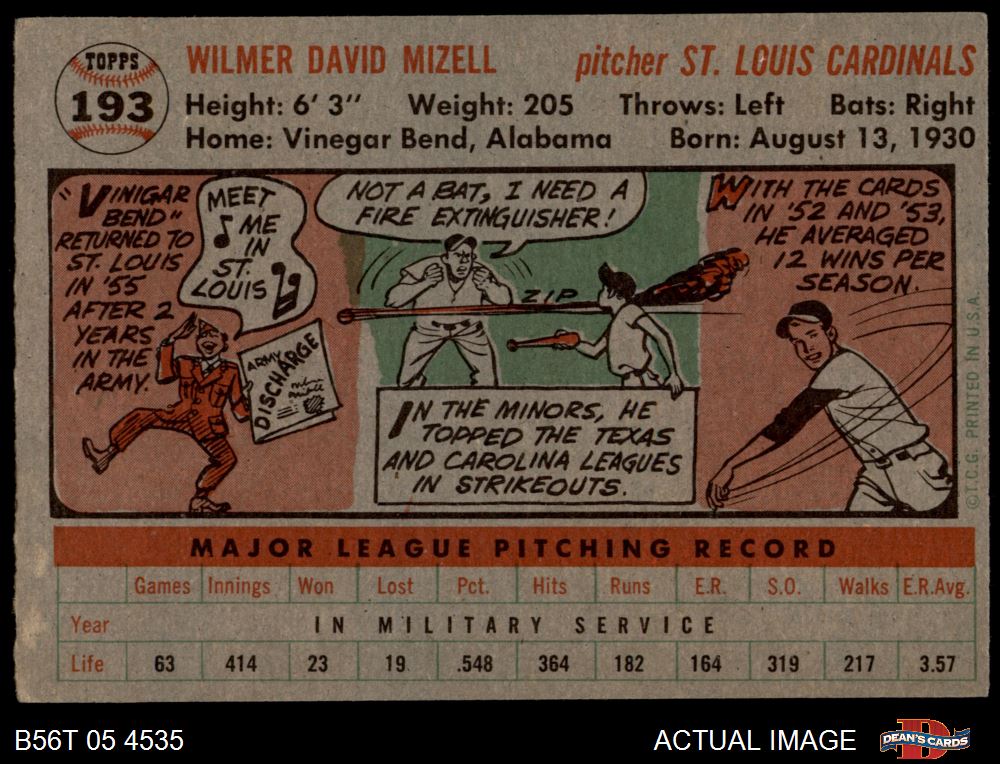 TOPPS
193
WILMER DAVID MIZELL
pitcher ST. LOUIS CARDINALS
Height: 6' 3" Weight: 205 Throws: Left Bats: Right
Home: Vinegar Bend, Alabama Born: August 13, 1930
"VINIGAR
BEND"
RETURNED TO
ST. LOUIS
IN '55
AFTER 2
YEARS
IN THE
ARMY.
MEET
ME
IN
ST.
LOUIS
ARMY
DISCHARGE
NOT A BAT, I NEED A
FIRE EXTINGUISHER!
ZIP
IN THE MINORS, HE
TOPPED THE TEXAS
AND CAROLINA LEAGUES
IN STRIKEOUTS.
WITH THE CARDS
IN '52 AND '53,
HE AVERAGED
12 WINS PER
SEASON.
©T.C.G. PRINTED IN U.S.A.
MAJOR LEAGUE PITCHING RECORD
Games Innings Won Lost Pct. Hits Runs E.R. S.O. Walks E.R.Avg.
Year IN MILITARY SERVICE
Life 63 414 23 19 .548 364 182 164 319 217 3.57
B56T 05 4535
ACTUAL IMAGE
D
DEAN'S CARDS